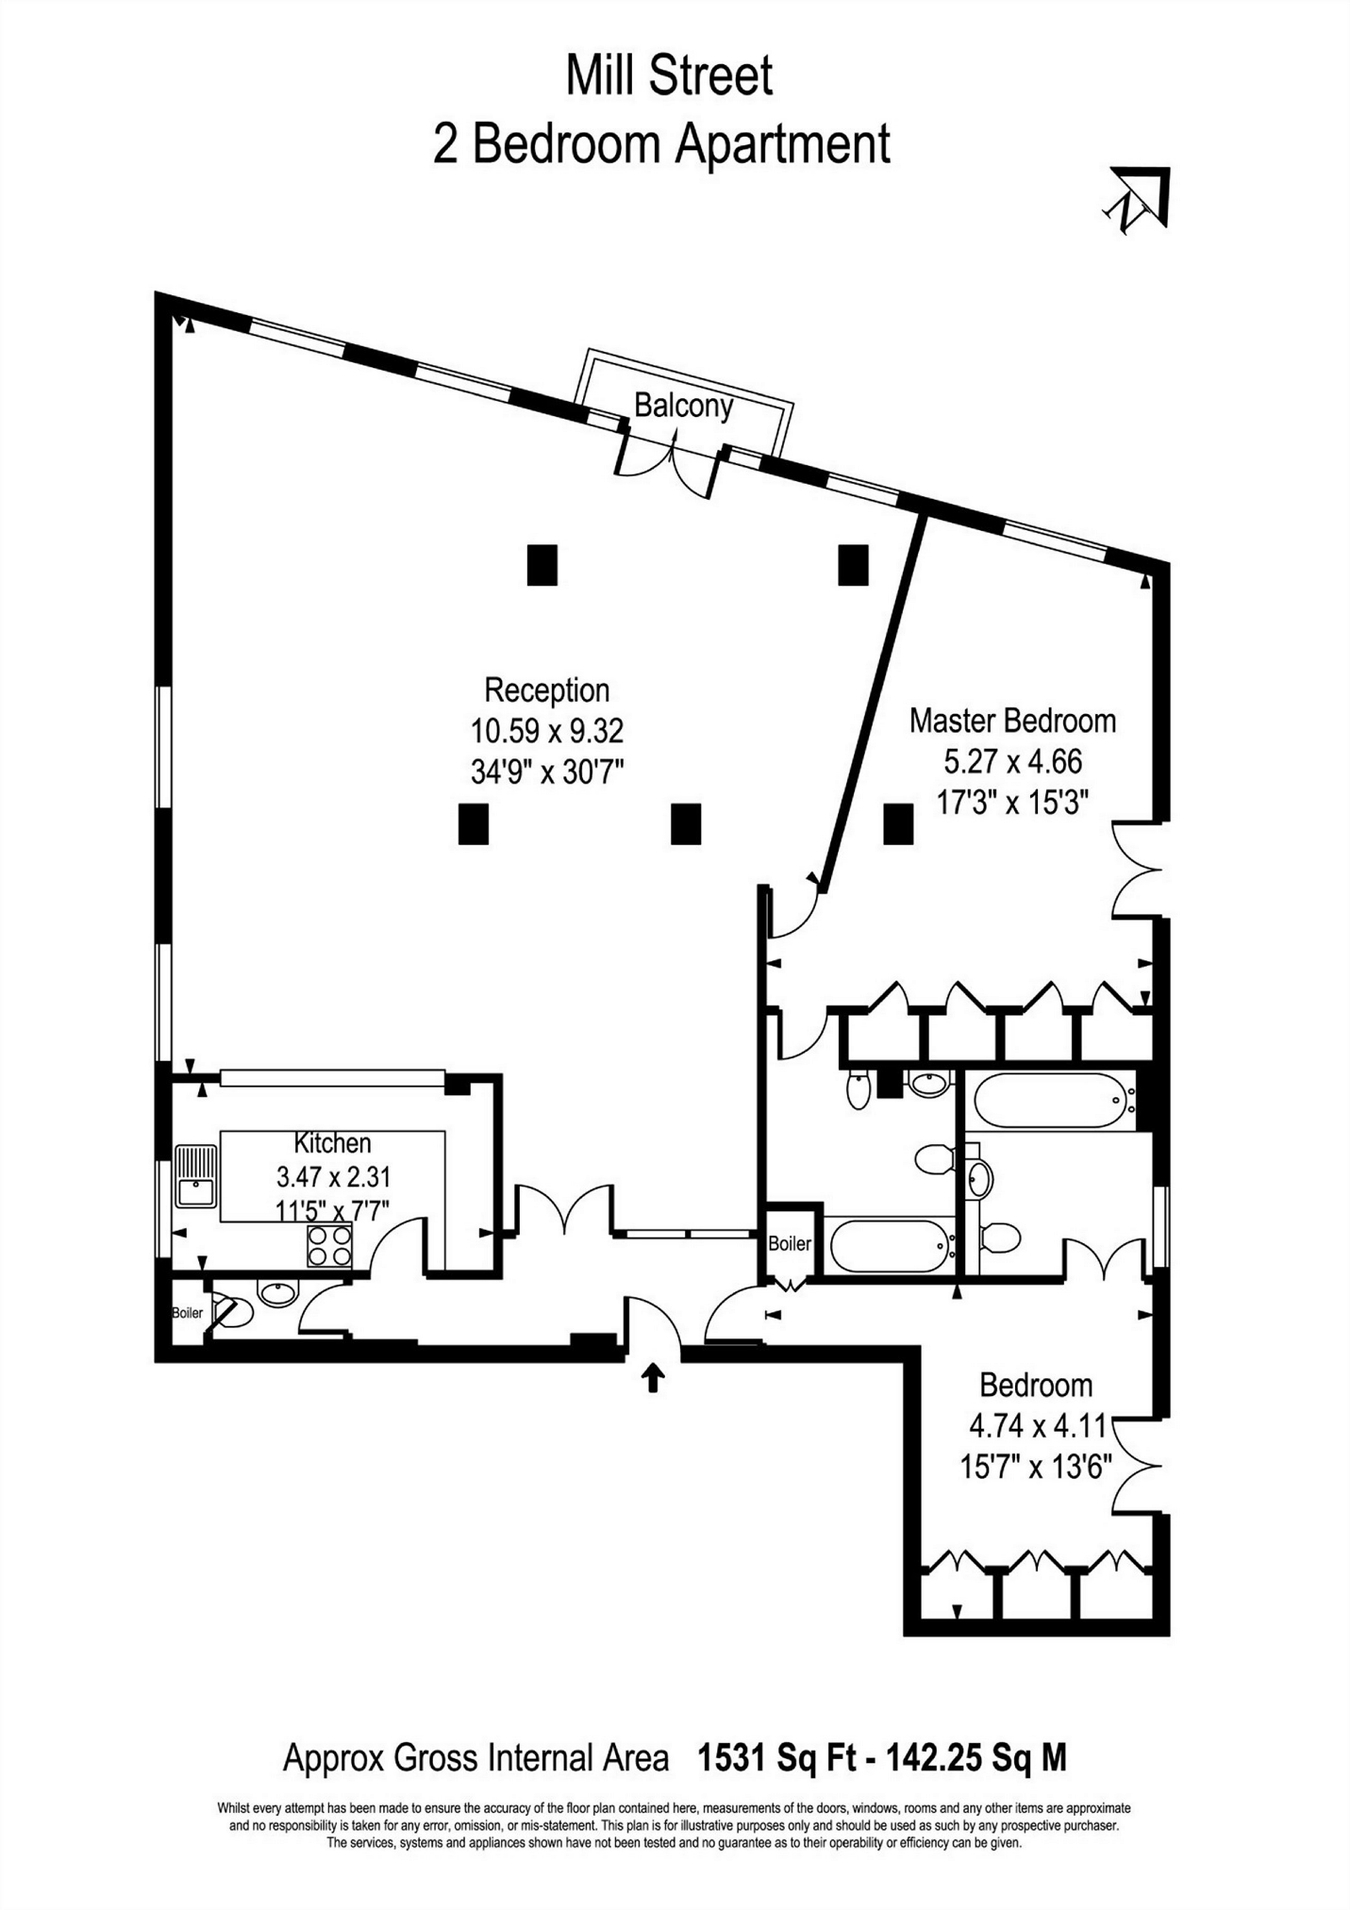 Mill Street
2 Bedroom Apartment
N
Balcony
Reception
10.59 x 9.32
34'9" x 30'7"
Master Bedroom
5.27 x 4.66
17'3" x 15'3"
Kitchen
3.47 x 2.31
11'5" x 7'7"
Boiler
Boiler
Bedroom
4.74 x 4.11
15'7" x 13'6"
Approx Gross Internal Area 1531 Sq Ft - 142.25 Sq M
Whilst every attempt has been made to ensure the accuracy of the floor plan contained here, measurements of the doors, windows, rooms and any other items are approximate
and no responsibility is taken for any error, omission, or mis-statement. This plan is for illustrative purposes only and should be used as such by any prospective purchaser.
The services, systems and appliances shown have not been tested and no guarantee as to their operability or efficiency can be given.